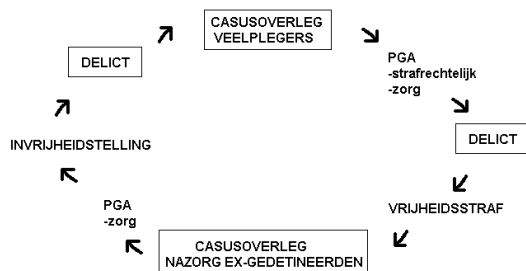 CASUSOVERLEG
VEELPLEGERS
PGA
-strafrechtelijk
-zorg
DELICT
VRIJHEIDSSTRAF
CASUSOVERLEG
NAZORG EX-GEDETINEERDEN
PGA
-zorg
INVRIJHEIDSTELLING
DELICT